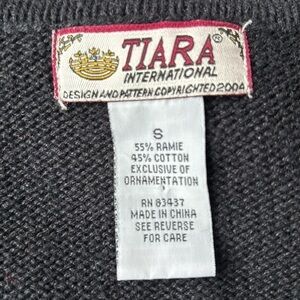 TIARA®
INTERNATIONAL
DESIGN AND PATTERN COPYRIGHTED 2004
S
55% RAMIE
45% COTTON
EXCLUSIVE OF
ORNAMENTATION
RN 83437
MADE IN CHINA
SEE REVERSE
FOR CARE